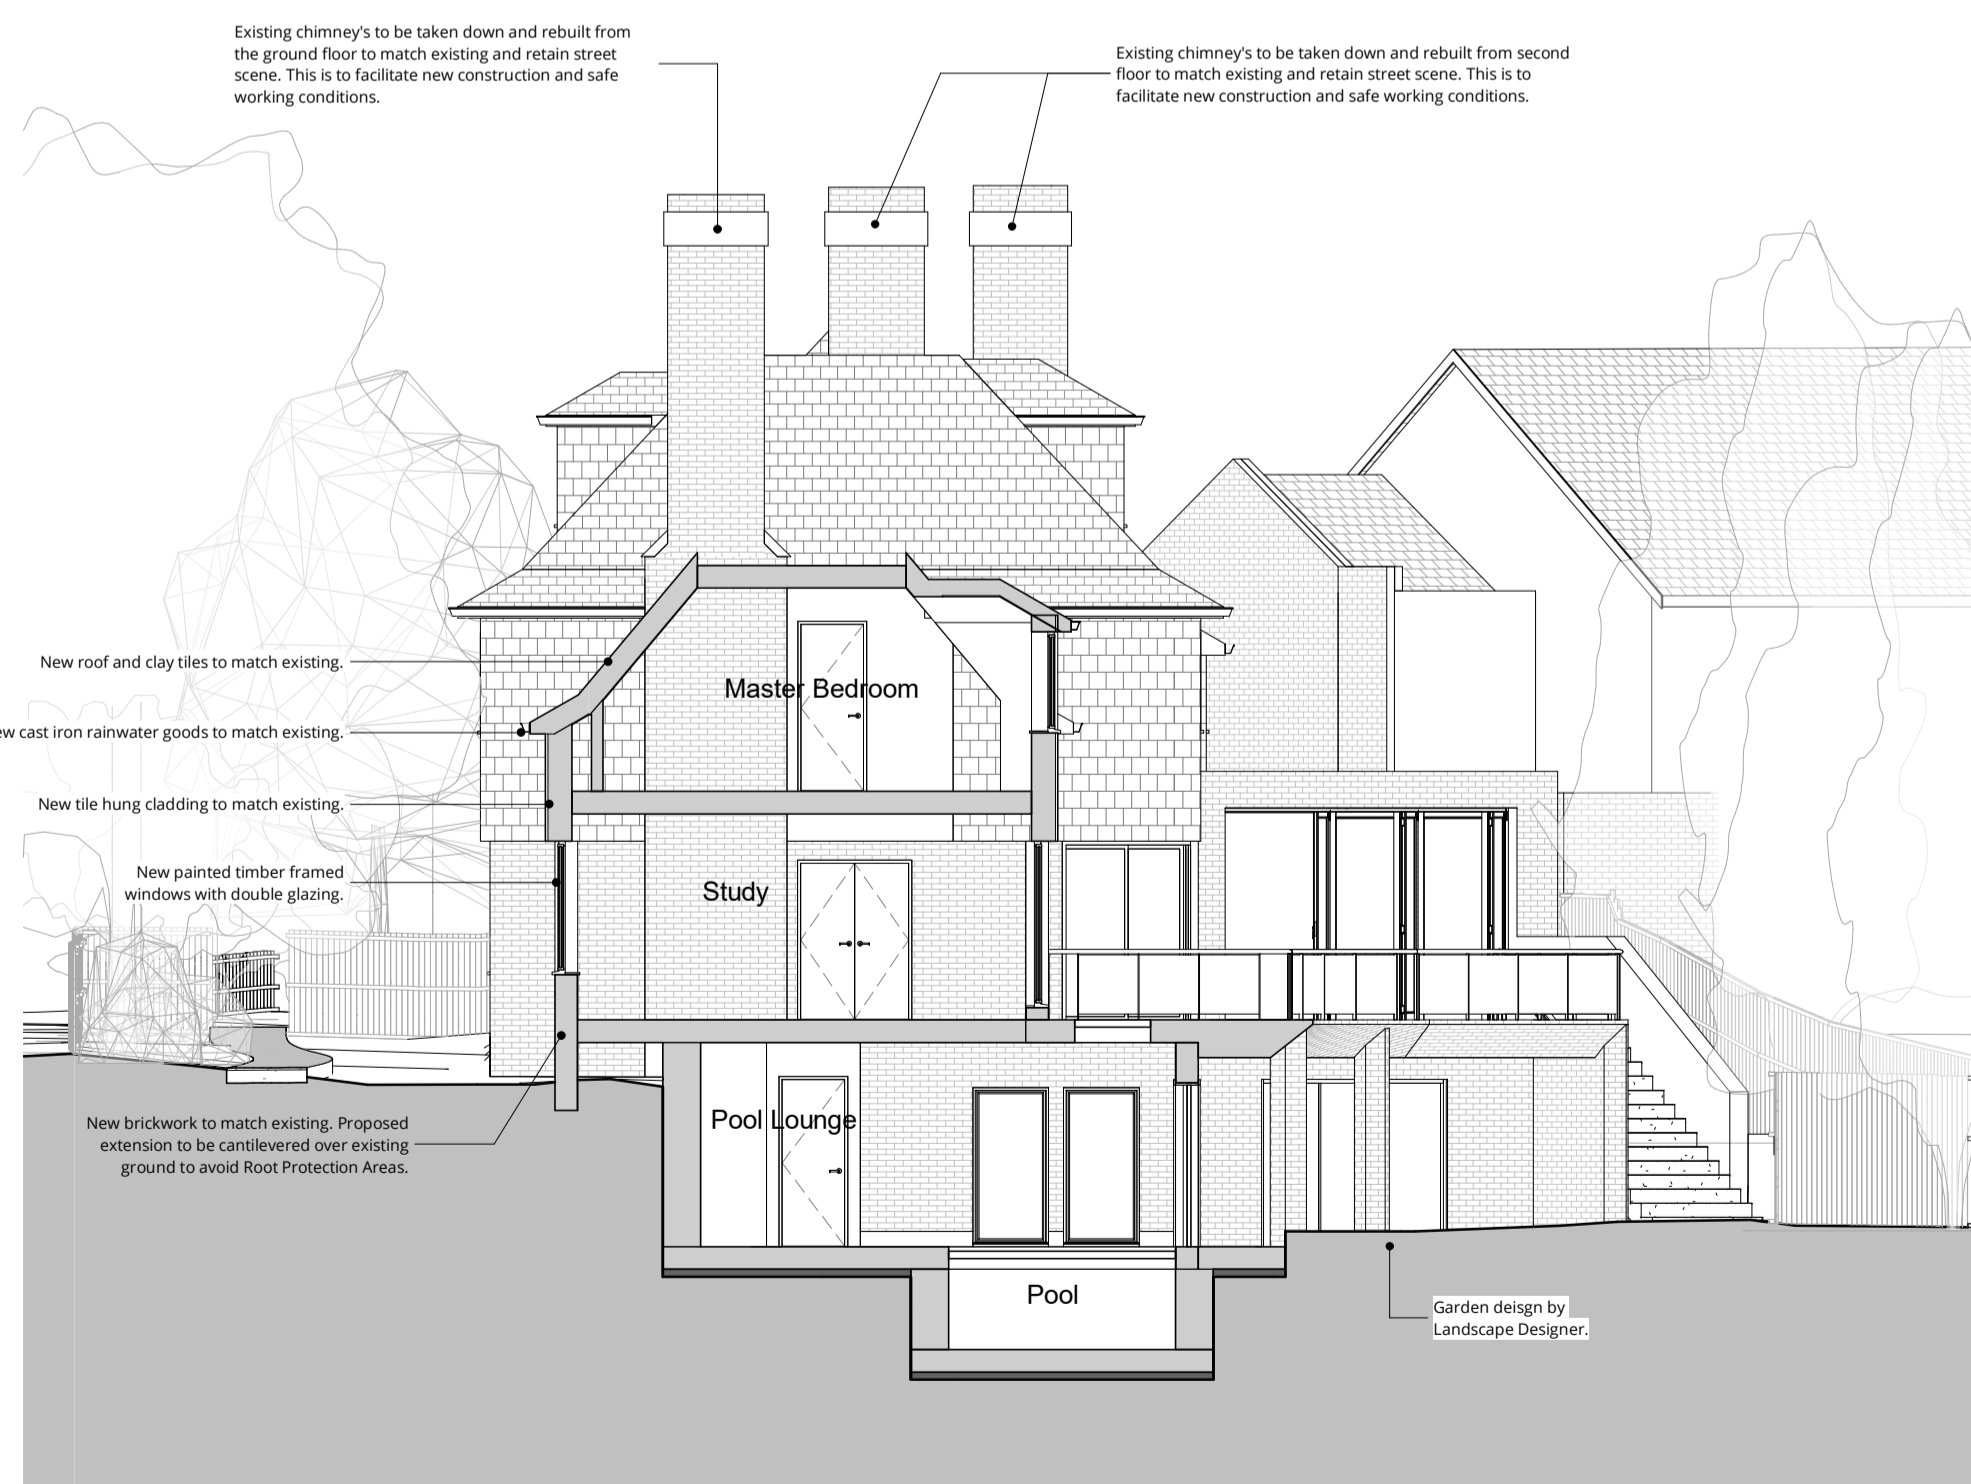 Existing chimney's to be taken down and rebuilt from
the ground floor to match existing and retain street
scene. This is to facilitate new construction and safe
working conditions.
Existing chimney's to be taken down and rebuilt from second
floor to match existing and retain street scene. This is to
facilitate new construction and safe working conditions.
New roof and clay tiles to match existing.
Master Bedroom
ew cast iron rainwater goods to match existing.
New tile hung cladding to match existing.
New painted timber framed
windows with double glazing.
Study
New brickwork to match existing. Proposed
extension to be cantilevered over existing
ground to avoid Root Protection Areas.
Pool Lounge
Pool
Garden deisgn by
Landscape Designer.